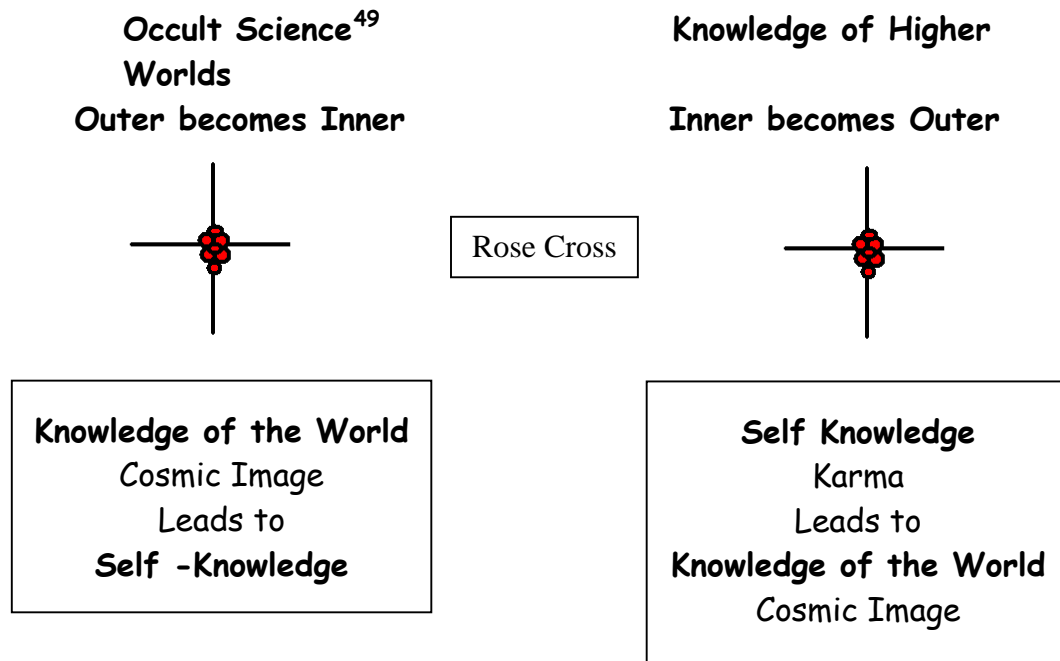 Occult Science49 Knowledge of Higher
Worlds
Outer becomes Inner Inner becomes Outer
Rose Cross
Knowledge of the World
Cosmic Image
Leads to
Self -Knowledge
Self Knowledge
Karma
Leads to
Knowledge of the World
Cosmic Image